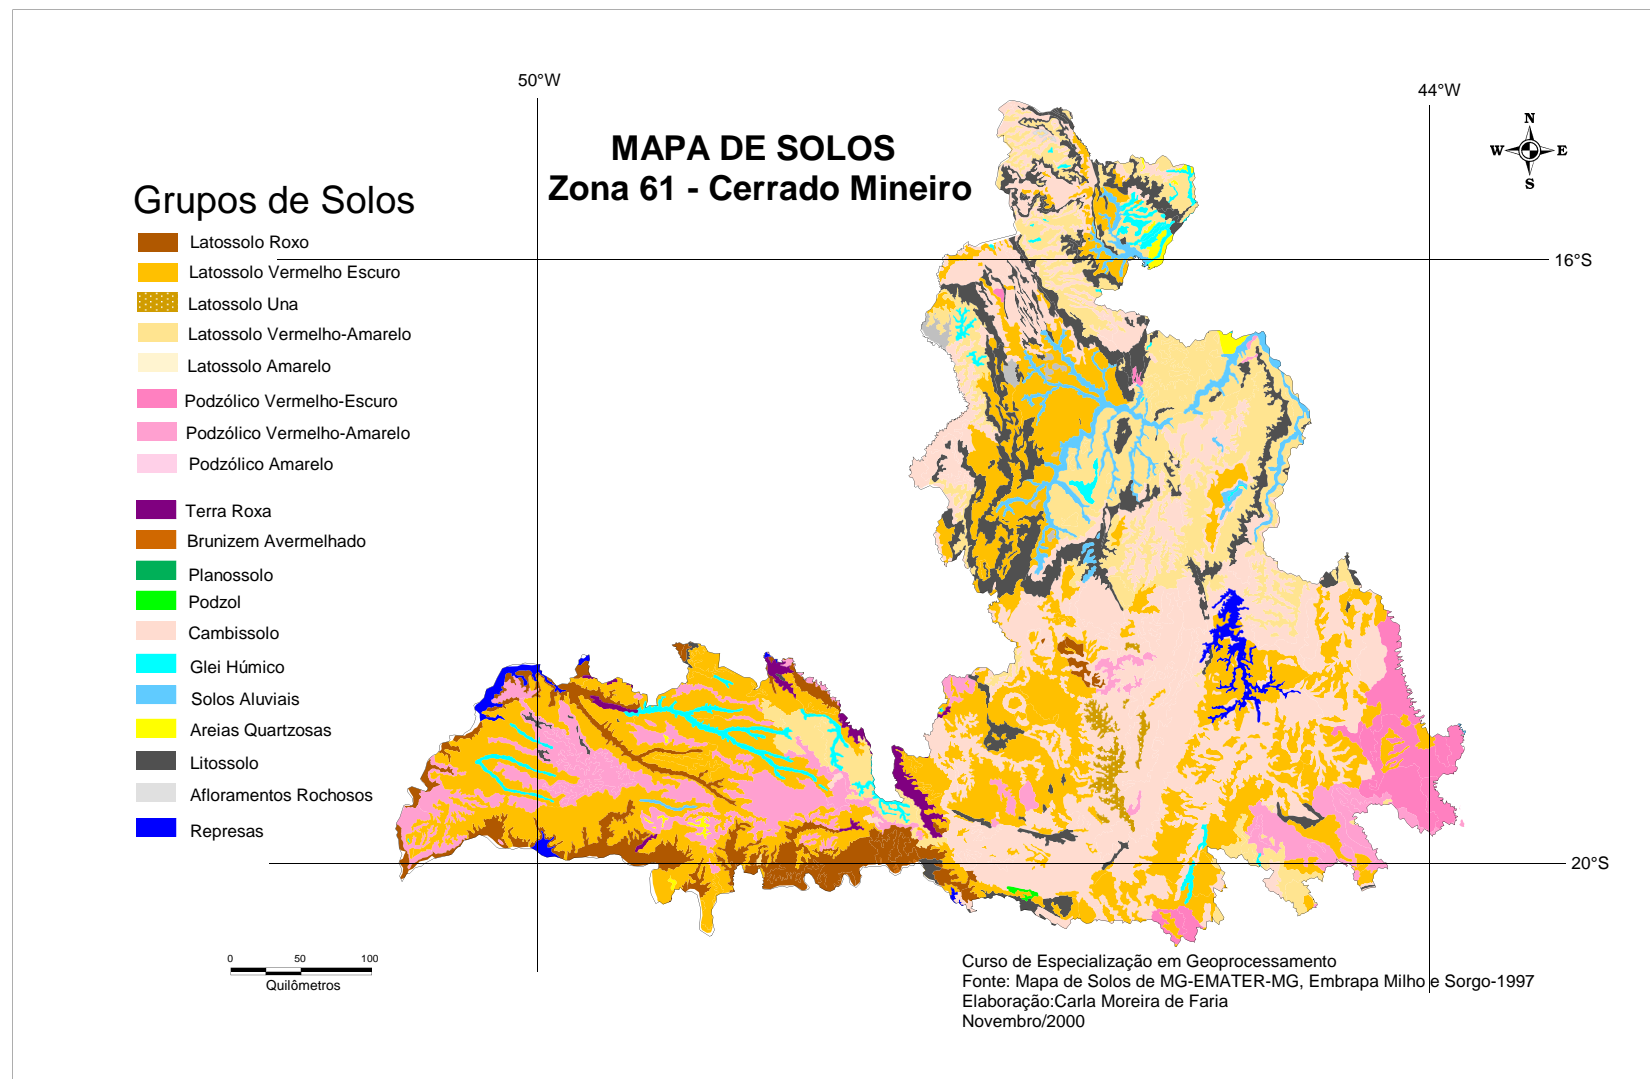 50°W
44°W
MAPA DE SOLOS
Zona 61 - Cerrado Mineiro
N
W
E
S
Grupos de Solos
Latossolo Roxo
Latossolo Vermelho Escuro
Latossolo Una
Latossolo Vermelho-Amarelo
Latossolo Amarelo
Podzólico Vermelho-Escuro
Podzólico Vermelho-Amarelo
Podzólico Amarelo
Terra Roxa
Brunizem Avermelhado
Planossolo
Podzol
Cambissolo
Glei Húmico
Solos Aluviais
Areias Quartzosas
Litossolo
Afloramentos Rochosos
Represas
16°S
20°S
0 50 100
Quilômetros
Curso de Especialização em Geoprocessamento
Fonte: Mapa de Solos de MG-EMATER-MG, Embrapa Milho e Sorgo-1997
Elaboração:Carla Moreira de Faria
Novembro/2000